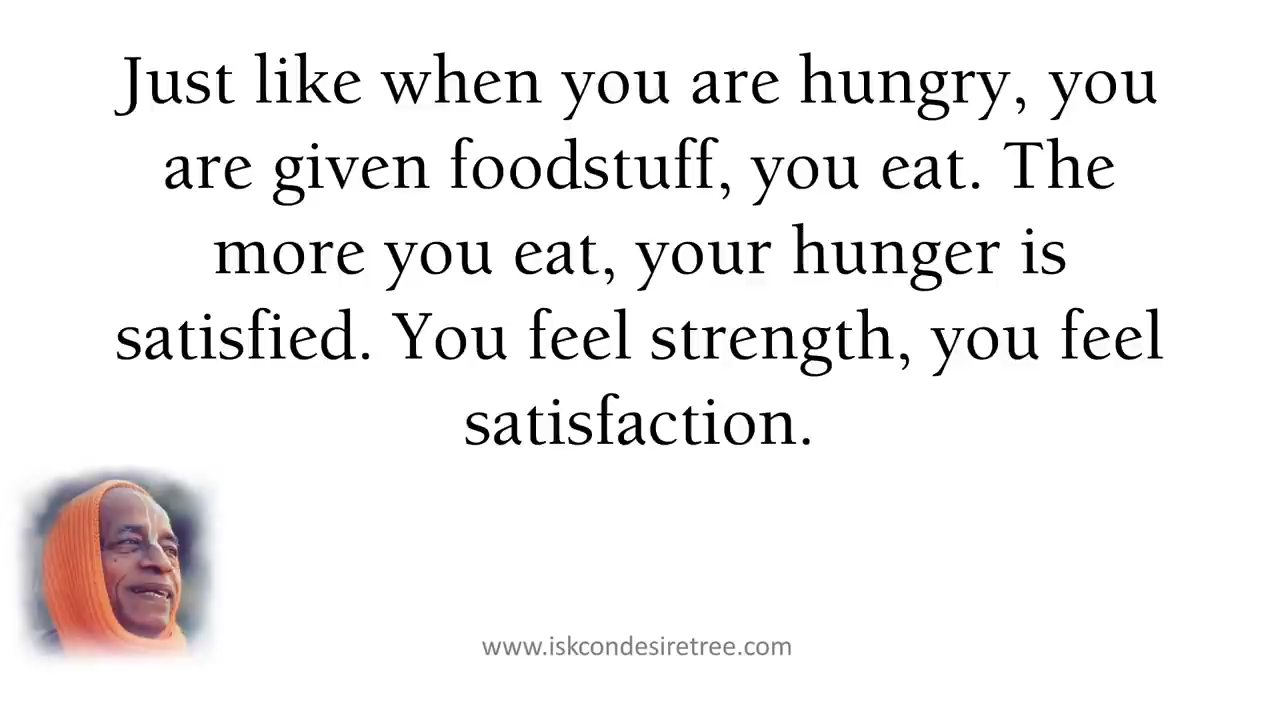 Just like when you are hungry, you
are given foodstuff, you eat. The
more you eat, your hunger is
satisfied. You feel strength, you feel
satisfaction.
www.iskcondesiretree.com